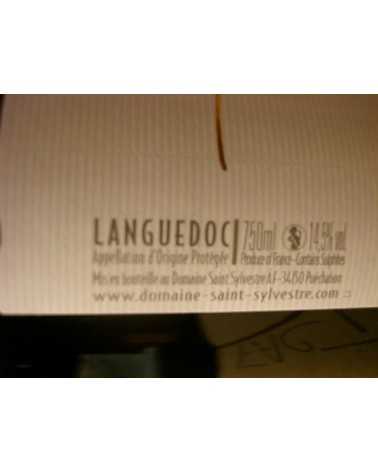 LANGUEDOC 750ml 14,5% vol.
Appellation d'Origine Protégée Produce of France - Contains Sulphites
Mis en bouteille au Domaine Saint Sylvestre A.F - 34150 Puéchabon
www.domaine-saint-sylvestre.com